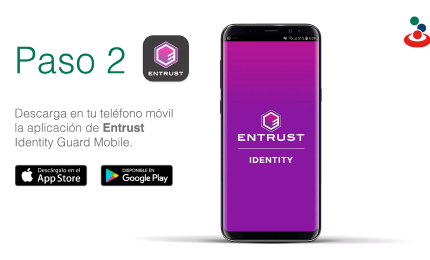 Paso 2
ENTRUST
Descarga en tu teléfono móvil
la aplicación de Entrust
Identity Guard Mobile.
Descárgalo en el
App Store
DISPONIBLE EN
Google Play
ENTRUST
IDENTITY